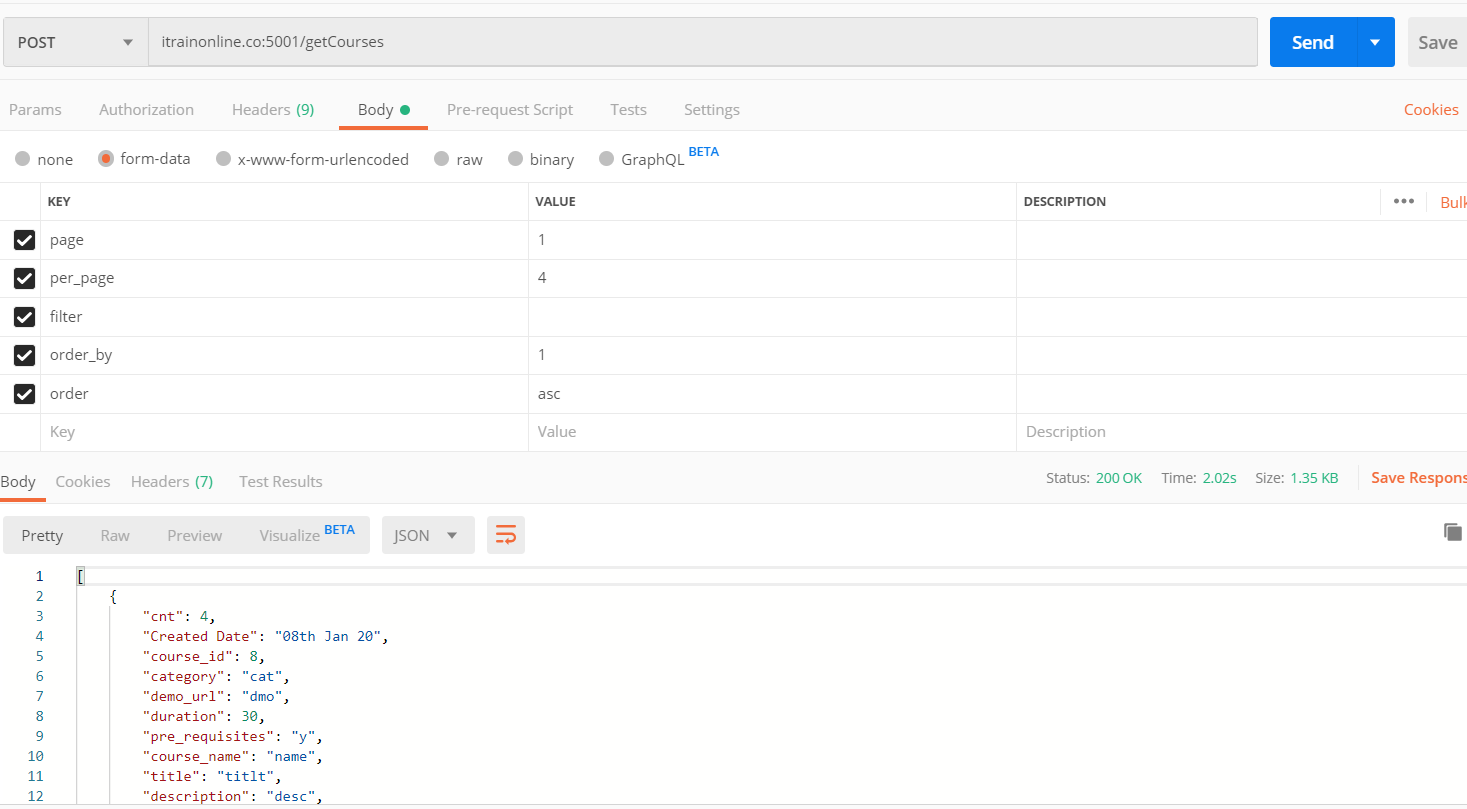 POST itrainonline.co:5001/getCourses Send Save
Params Authorization Headers (9) Body Pre-request Script Tests Settings Cookies
none form-data x-www-form-urlencoded raw binary GraphQL BETA
KEY VALUE DESCRIPTION ••• Bulk
page 1
per_page 4
filter
order_by 1
order asc
Key Value Description
Body Cookies Headers (7) Test Results Status: 200 OK Time: 2.02s Size: 1.35 KB Save Respons
Pretty Raw Preview Visualize BETA JSON
1 [
2 {
3 "cnt": 4,
4 "Created Date": "08th Jan 20",
5 "course_id": 8,
6 "category": "cat",
7 "demo_url": "dmo",
8 "duration": 30,
9 "pre_requisites": "y",
10 "course_name": "name",
11 "title": "titlt",
12 "description": "desc",